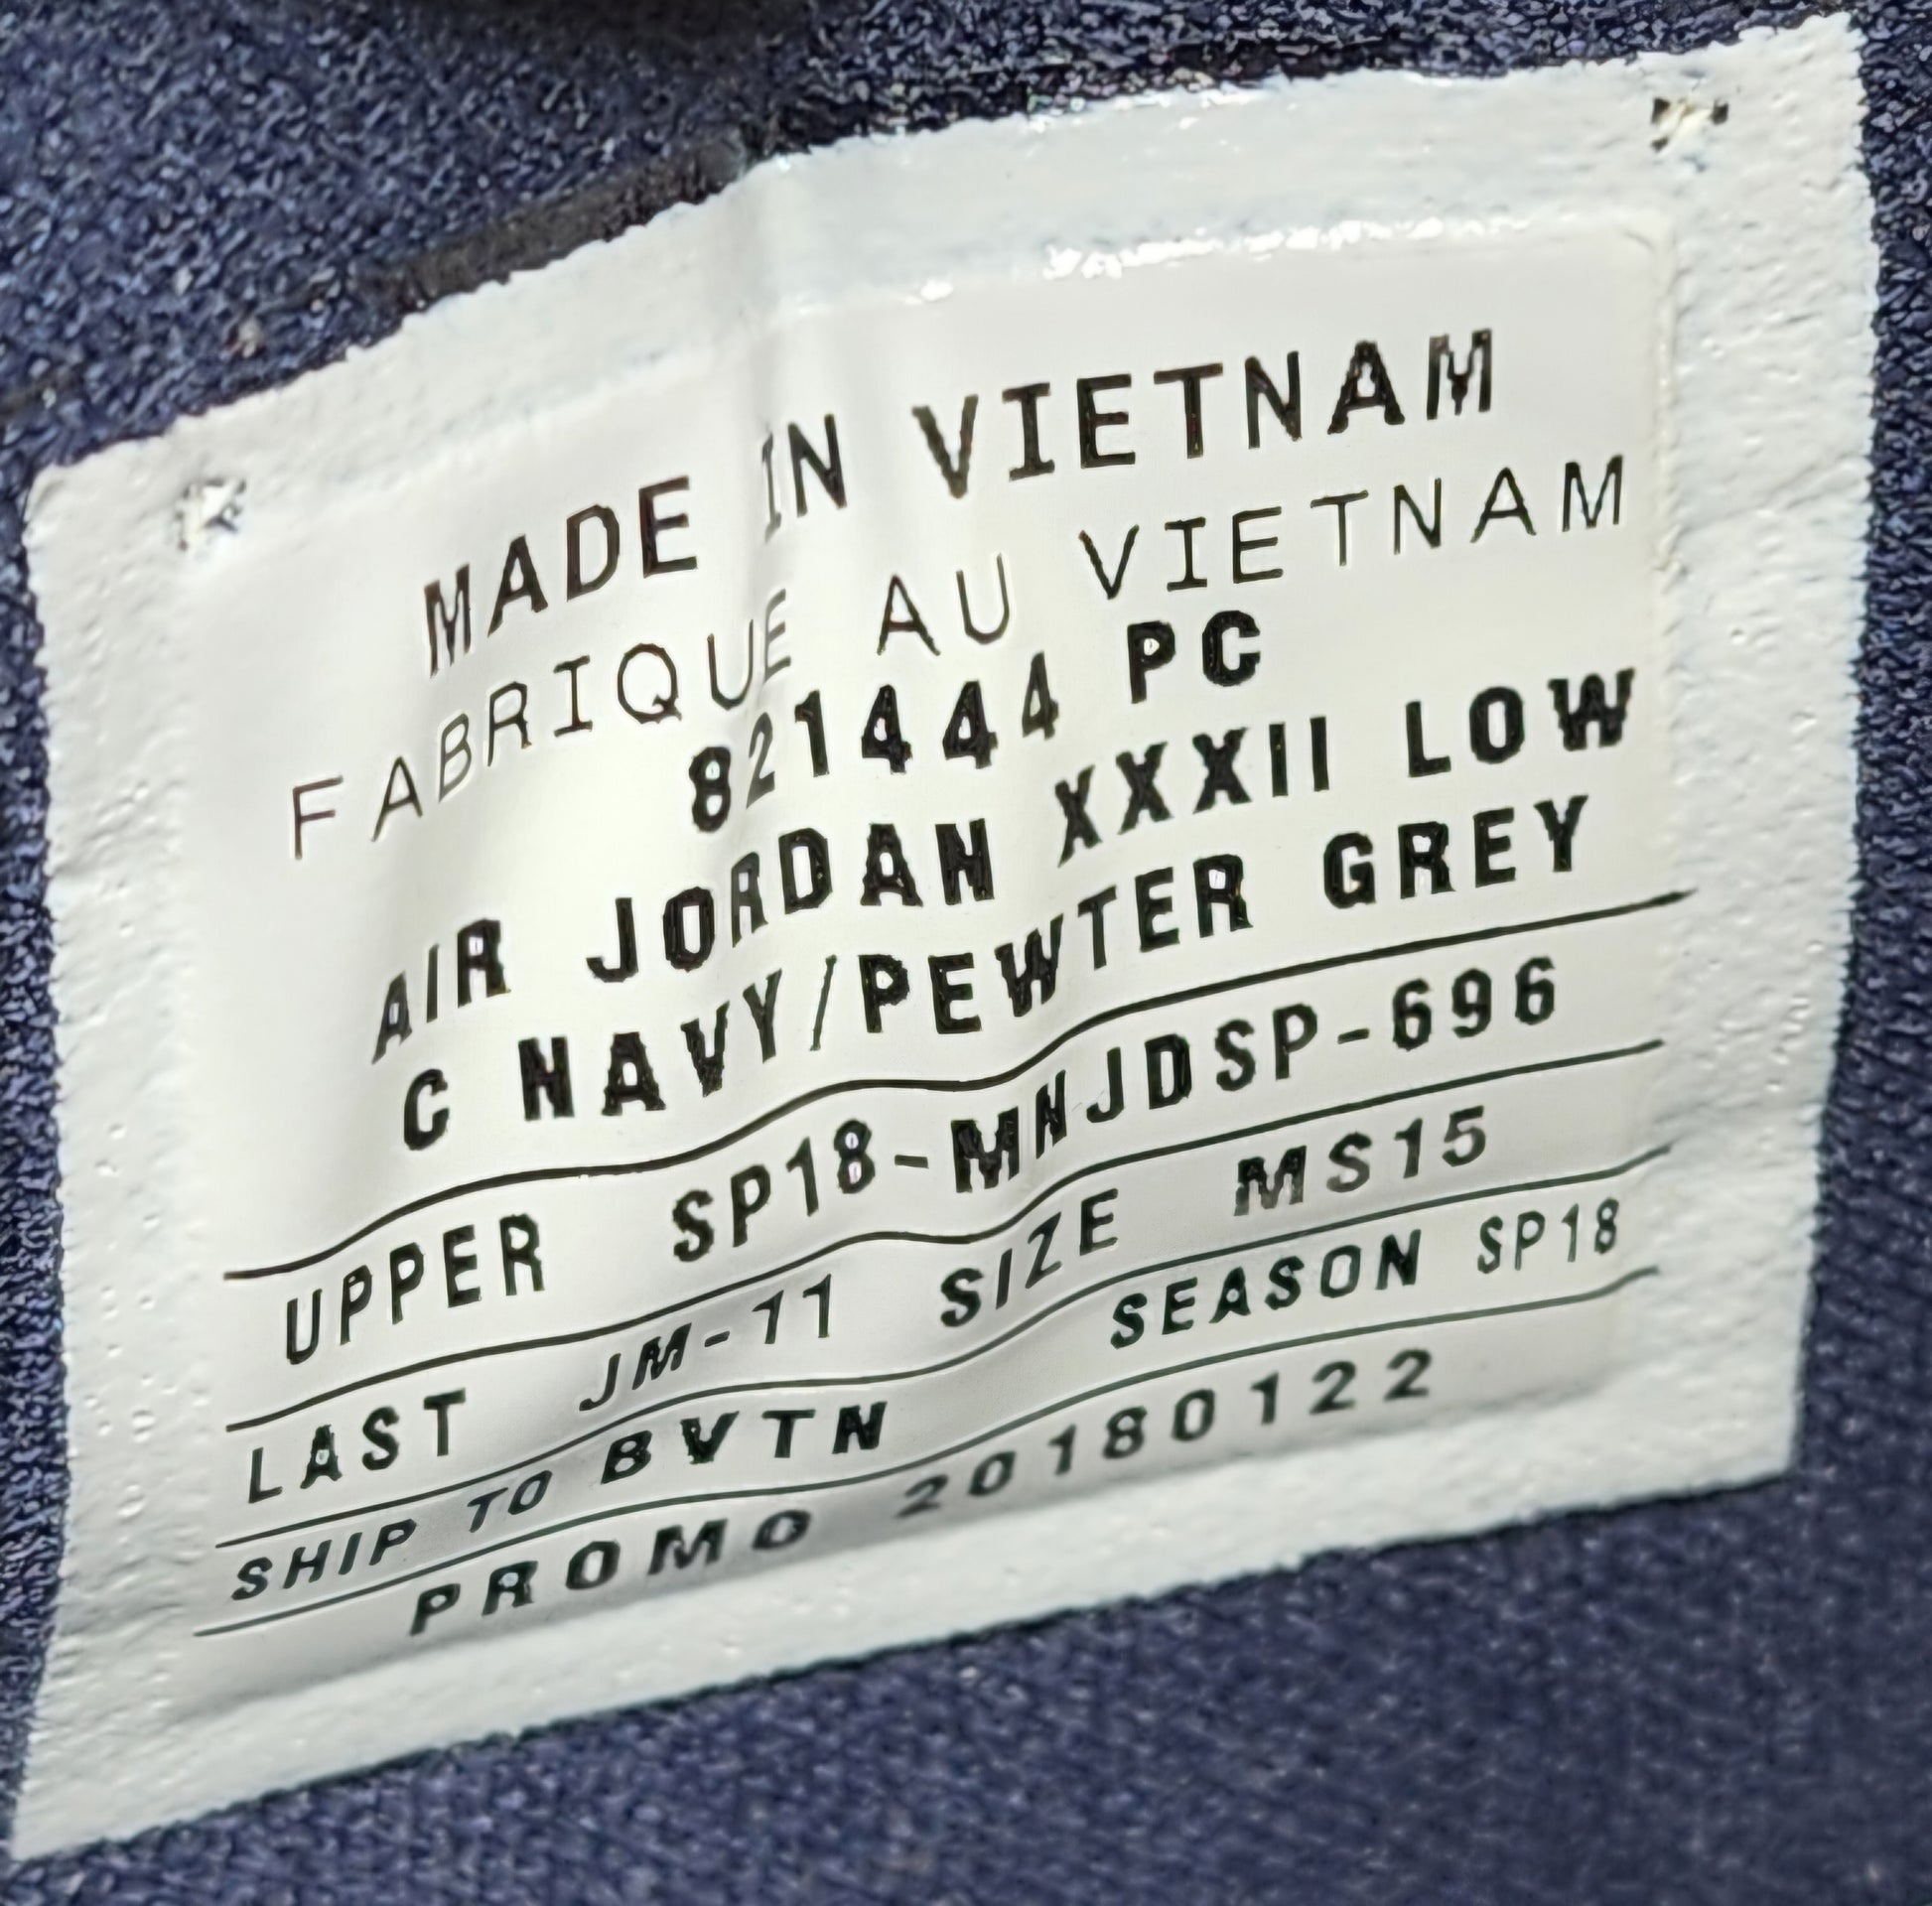 MADE IN VIETNAM
FABRIQUE AU VIETNAM
821444 PC
AIR JORDAN XXXII LOW
C NAVY/PEWTER GREY
UPPER SP18-MNJDSP-696
LAST JM-11 SIZE MS15
SHIP TO BVTN SEASON SP18
PROMO 20180122